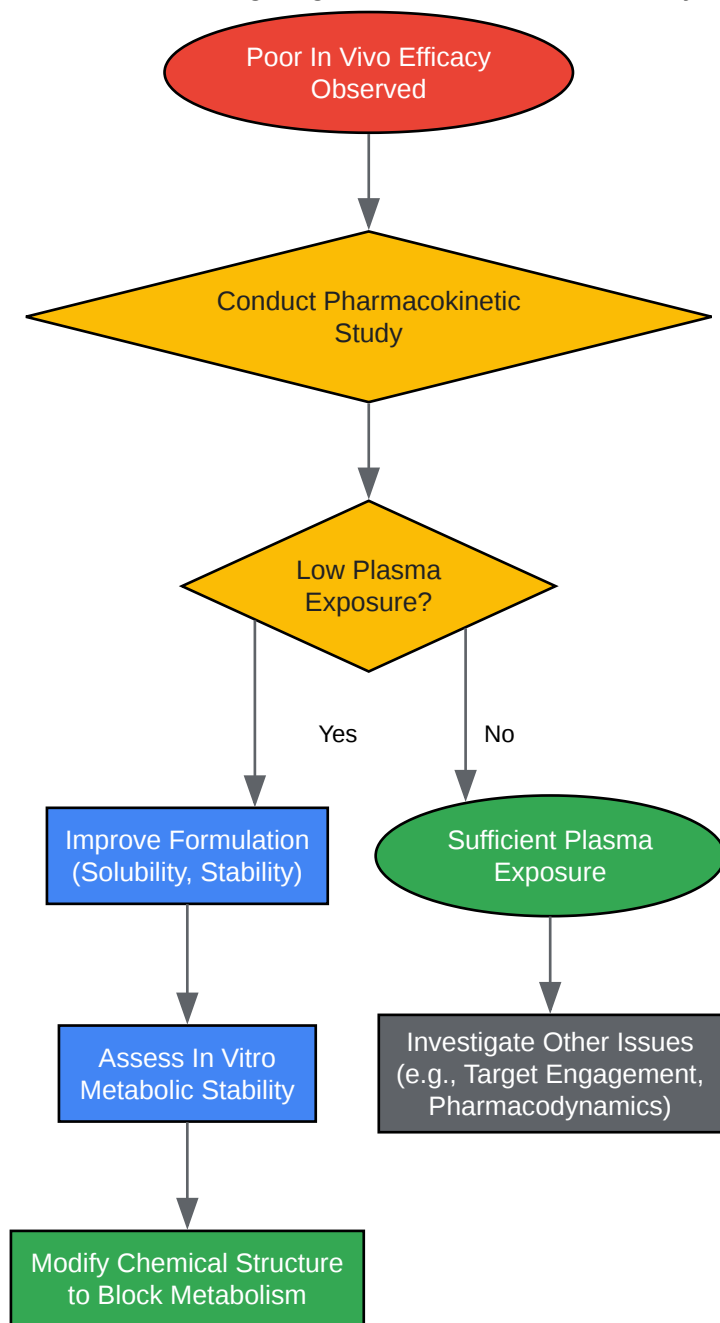 Poor In Vivo Efficacy
Observed
Conduct Pharmacokinetic
Study
Low Plasma
Exposure?
Yes
No
Improve Formulation
(Solubility, Stability)
Sufficient Plasma
Exposure
Assess In Vitro
Metabolic Stability
Investigate Other Issues
(e.g., Target Engagement,
Pharmacodynamics)
Modify Chemical Structure
to Block Metabolism